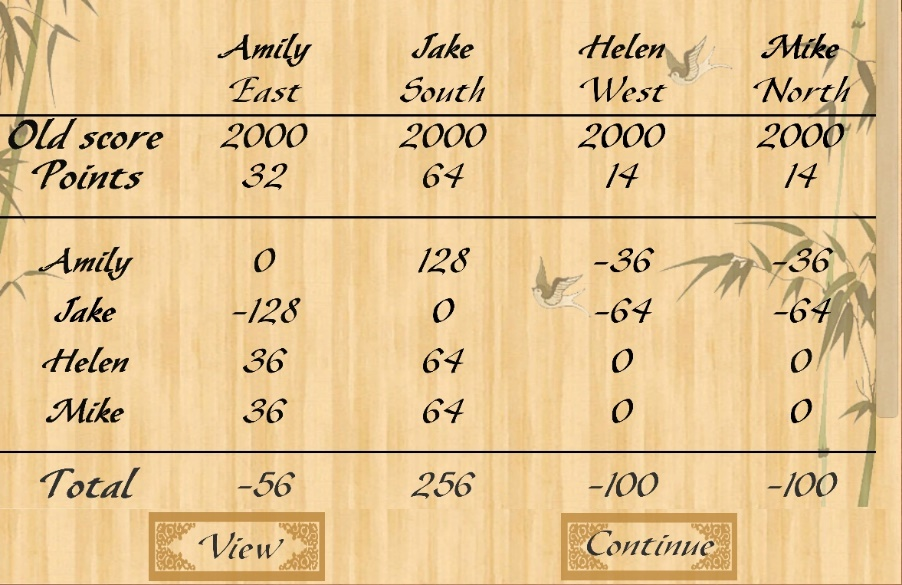 Amily Jake Helen Mike
East South West North
Old score 2000 2000 2000 2000
Points 32 64 14 14
Amily 0 128 -36 -36
Jake -128 0 -64 -64
Helen 36 64 0 0
Mike 36 64 0 0
Total -56 256 -100 -100
View Continue